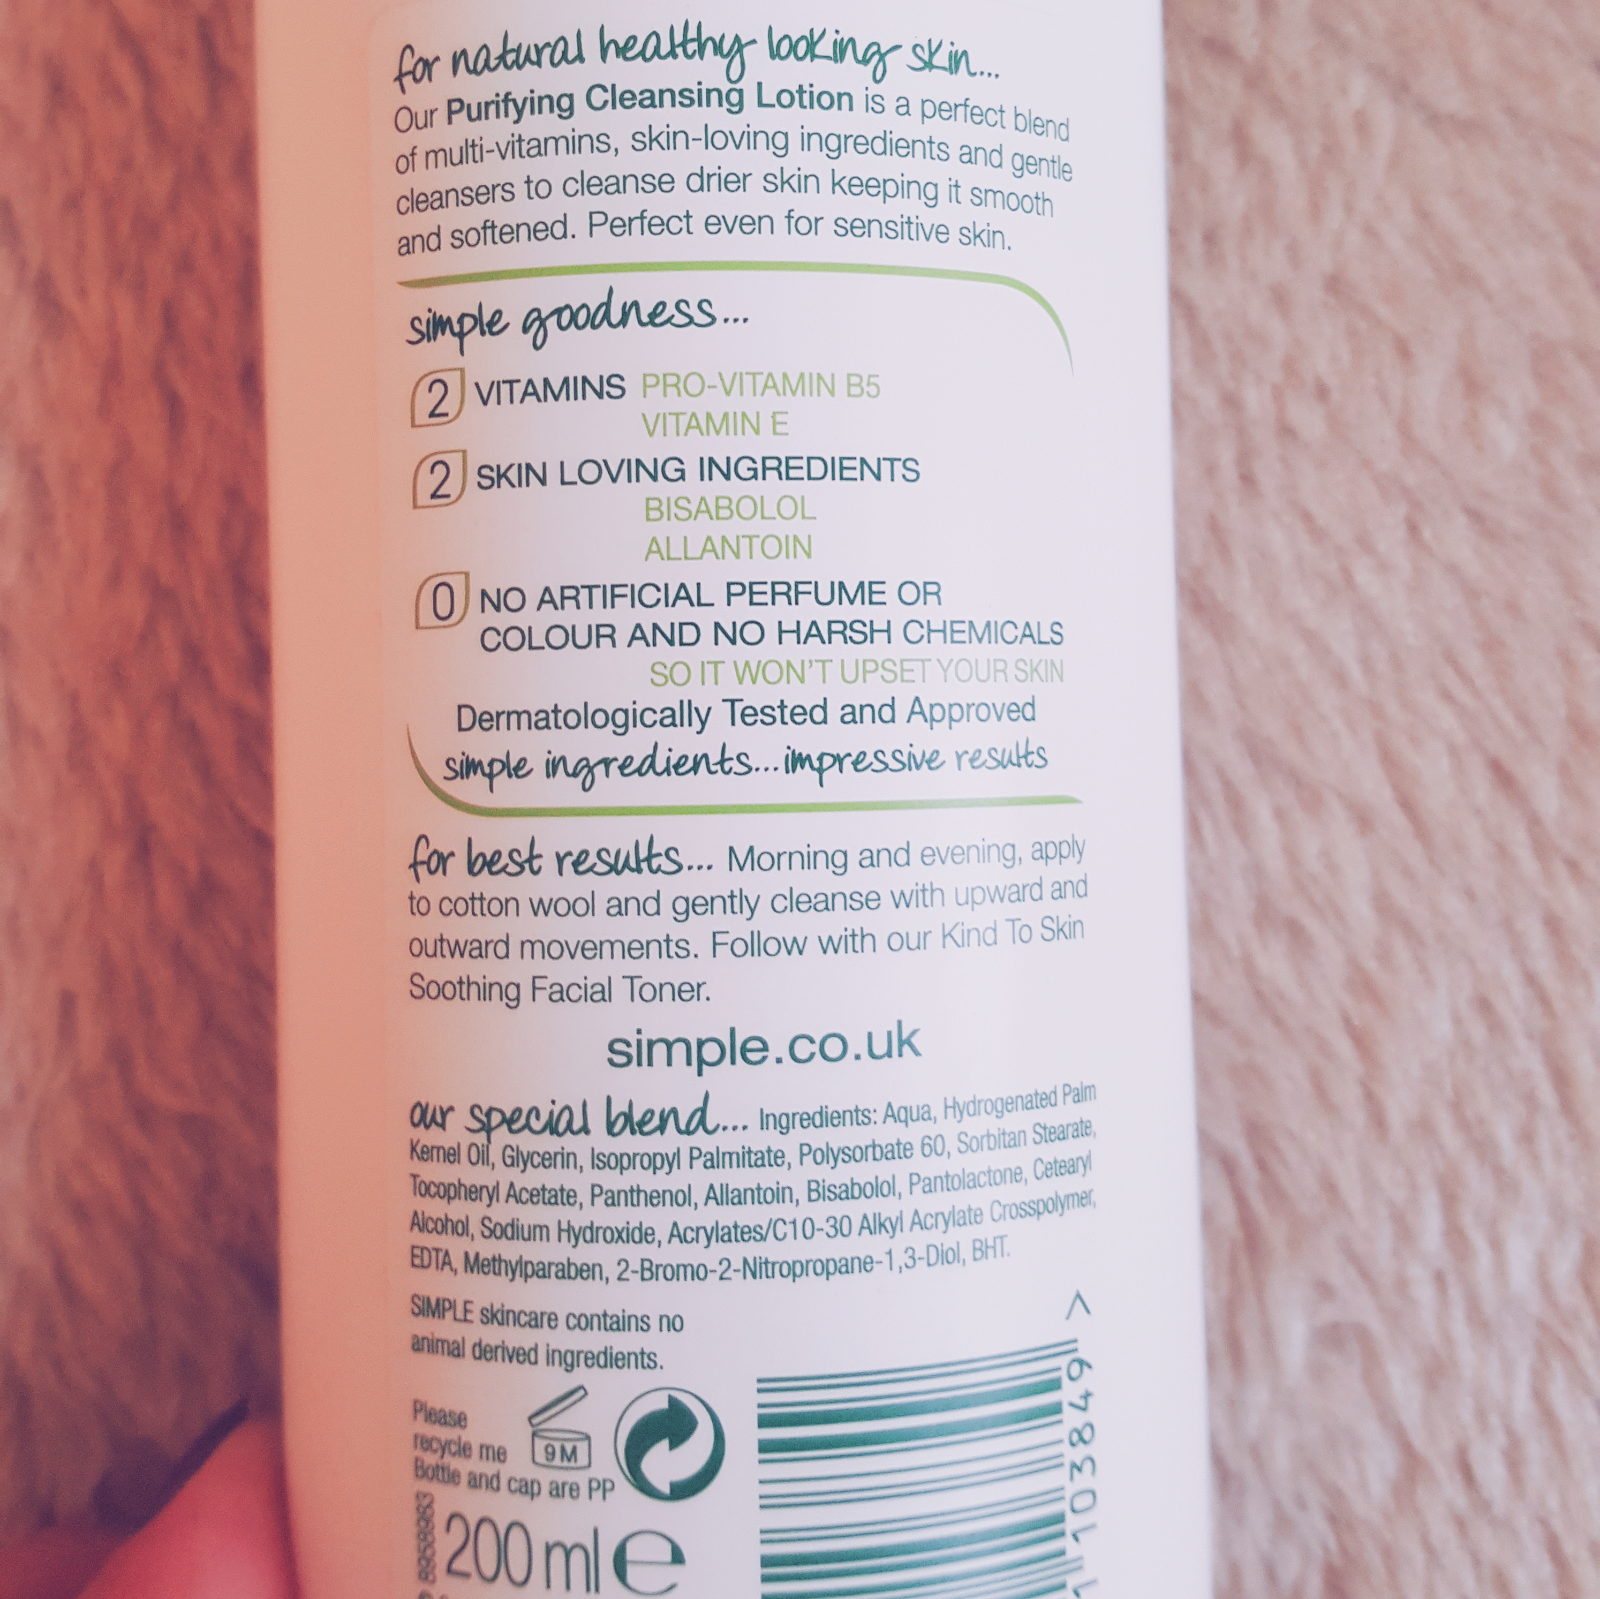 for natural healthy looking skin...
Our Purifying Cleansing Lotion is a perfect blend
of multi-vitamins, skin-loving ingredients and gentle
cleansers to cleanse drier skin keeping it smooth
and softened. Perfect even for sensitive skin.
simple goodness...
2 VITAMINS PRO-VITAMIN B5
VITAMIN E
2 SKIN LOVING INGREDIENTS
BISABOLOL
ALLANTOIN
0 NO ARTIFICIAL PERFUME OR
COLOUR AND NO HARSH CHEMICALS
SO IT WON'T UPSET YOUR SKIN
Dermatologically Tested and Approved
simple ingredients...impressive results
for best results... Morning and evening, apply
to cotton wool and gently cleanse with upward and
outward movements. Follow with our Kind To Skin
Soothing Facial Toner.
simple.co.uk
our special blend... Ingredients: Aqua, Hydrogenated Palm
Kernel Oil, Glycerin, Isopropyl Palmitate, Polysorbate 60, Sorbitan Stearate,
Tocopheryl Acetate, Panthenol, Allantoin, Bisabolol, Pantolactone, Cetearyl
Alcohol, Sodium Hydroxide, Acrylates/C10-30 Alkyl Acrylate Crosspolymer,
EDTA, Methylparaben, 2-Bromo-2-Nitropropane-1,3-Diol, BHT.
SIMPLE skincare contains no
animal derived ingredients.
Please
recycle me
Bottle and cap are PP
9M
200 ml e
103849 >